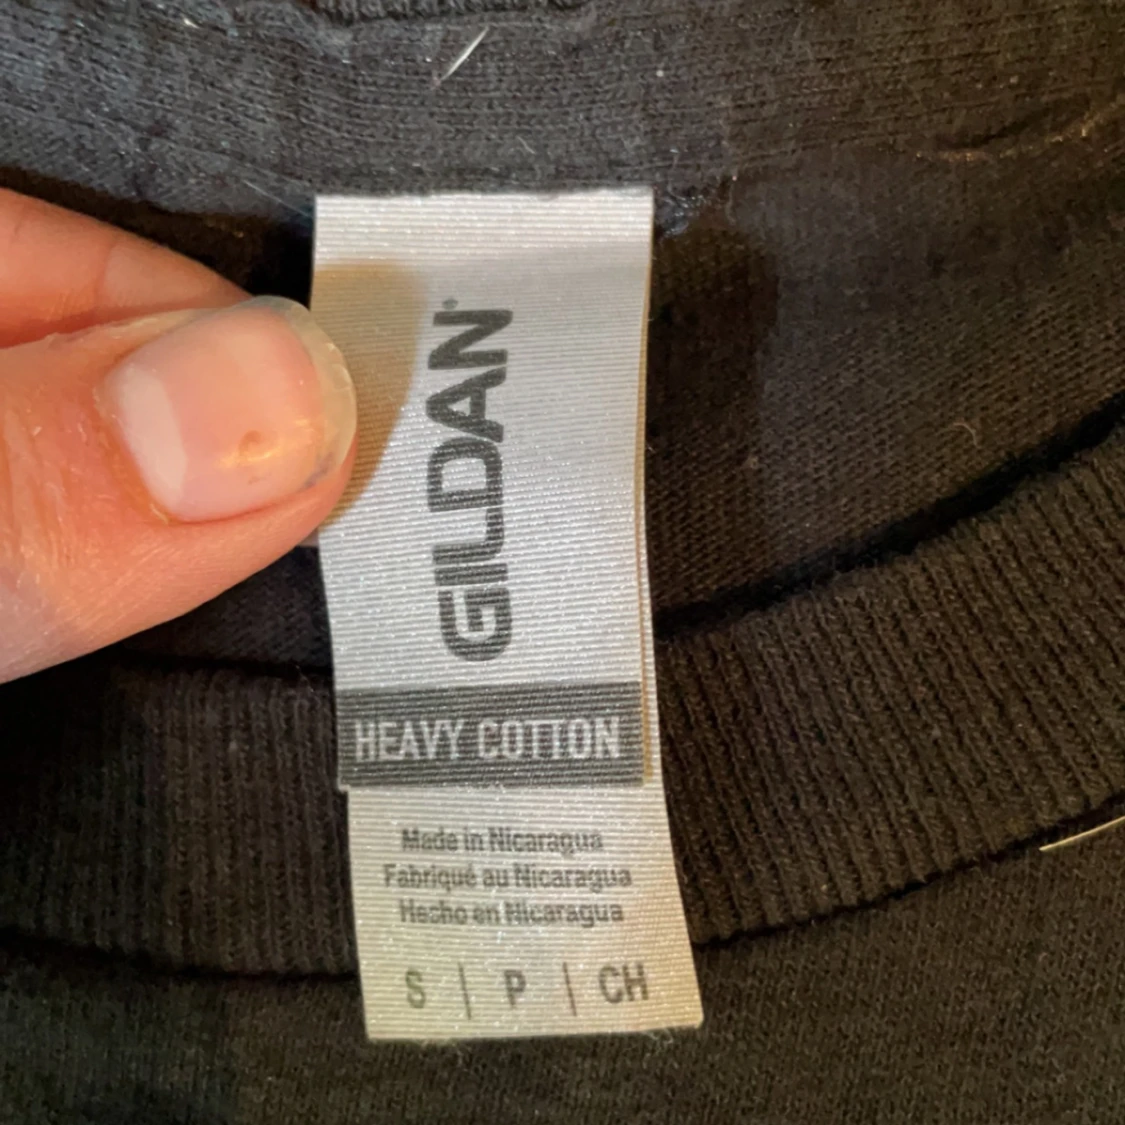 GILDAN®
HEAVY COTTON
Made in Nicaragua
Fabriqué au Nicaragua
Hecho en Nicaragua
S | P | CH